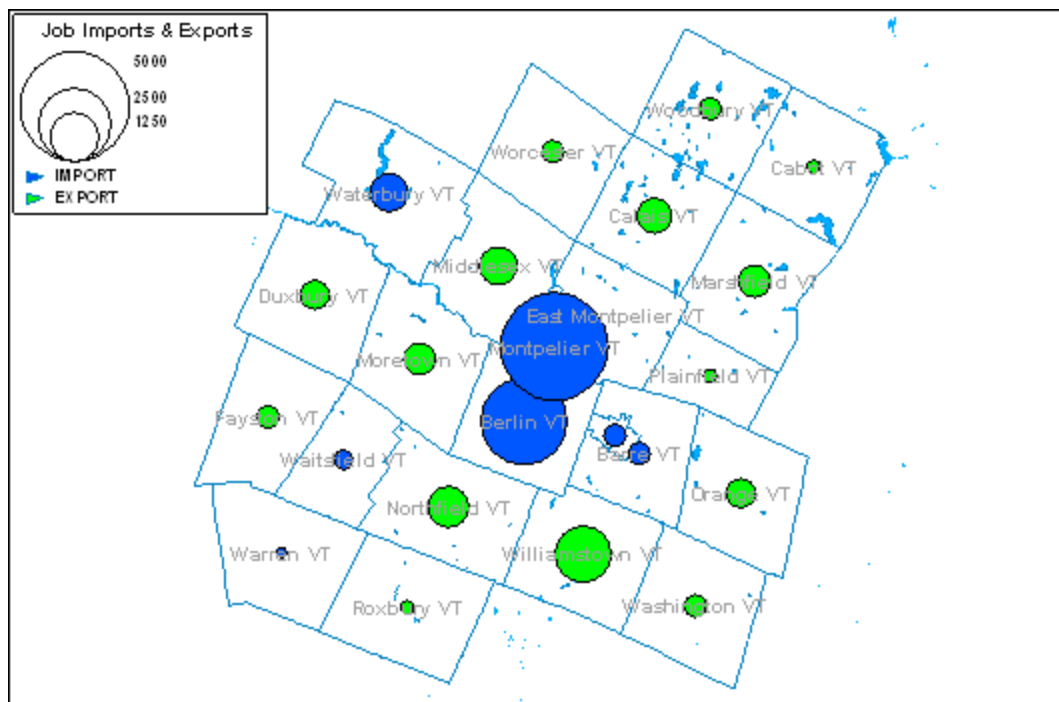 Job Imports & Exports
5000
2500
1250
IMPORT
EXPORT
Woodbury VT
Worcester VT
Cabot VT
Waterbury VT
Calais VT
Middlesex VT
Marshfield VT
Duxbury VT
East Montpelier VT
Montpelier VT
Moretown VT
Plainfield VT
Fayston VT
Berlin VT
Barre VT
Waitsfield VT
Orange VT
Northfield VT
Warren VT
Williamstown VT
Roxbury VT
Washington VT